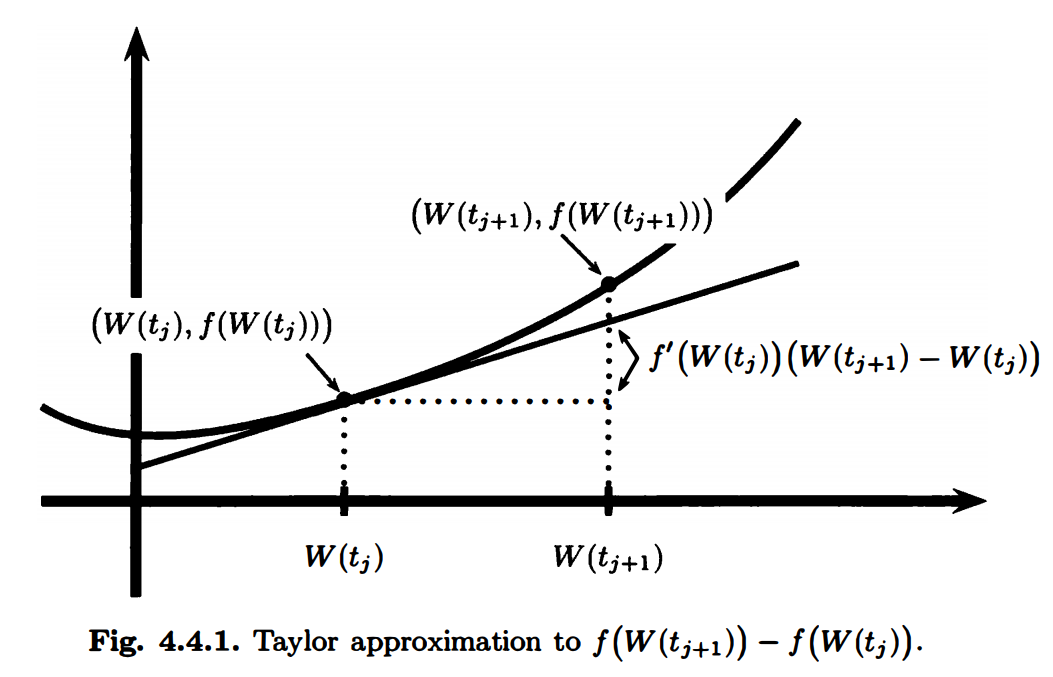 (W(t_{j+1}), f(W(t_{j+1})))
(W(t_j), f(W(t_j)))
f′(W(t_j))(W(t_{j+1}) − W(t_j))
W(t_j)
W(t_{j+1})
Fig. 4.4.1. Taylor approximation to f(W(t_{j+1})) − f(W(t_j)).